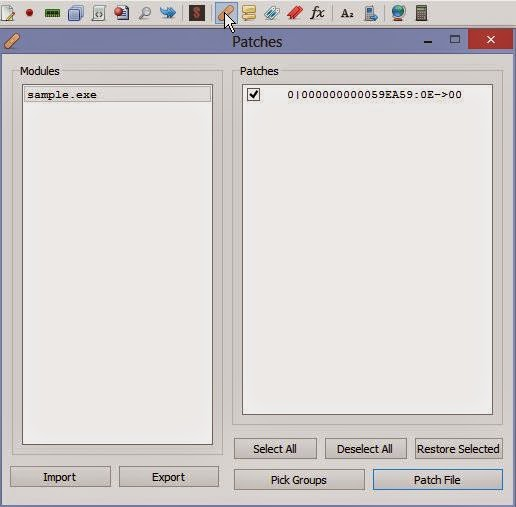 S
fx
A₂
Patches
Modules
sample.exe
Patches
0|000000000059EA59:0E->00
Select All
Deselect All
Restore Selected
Import
Export
Pick Groups
Patch File